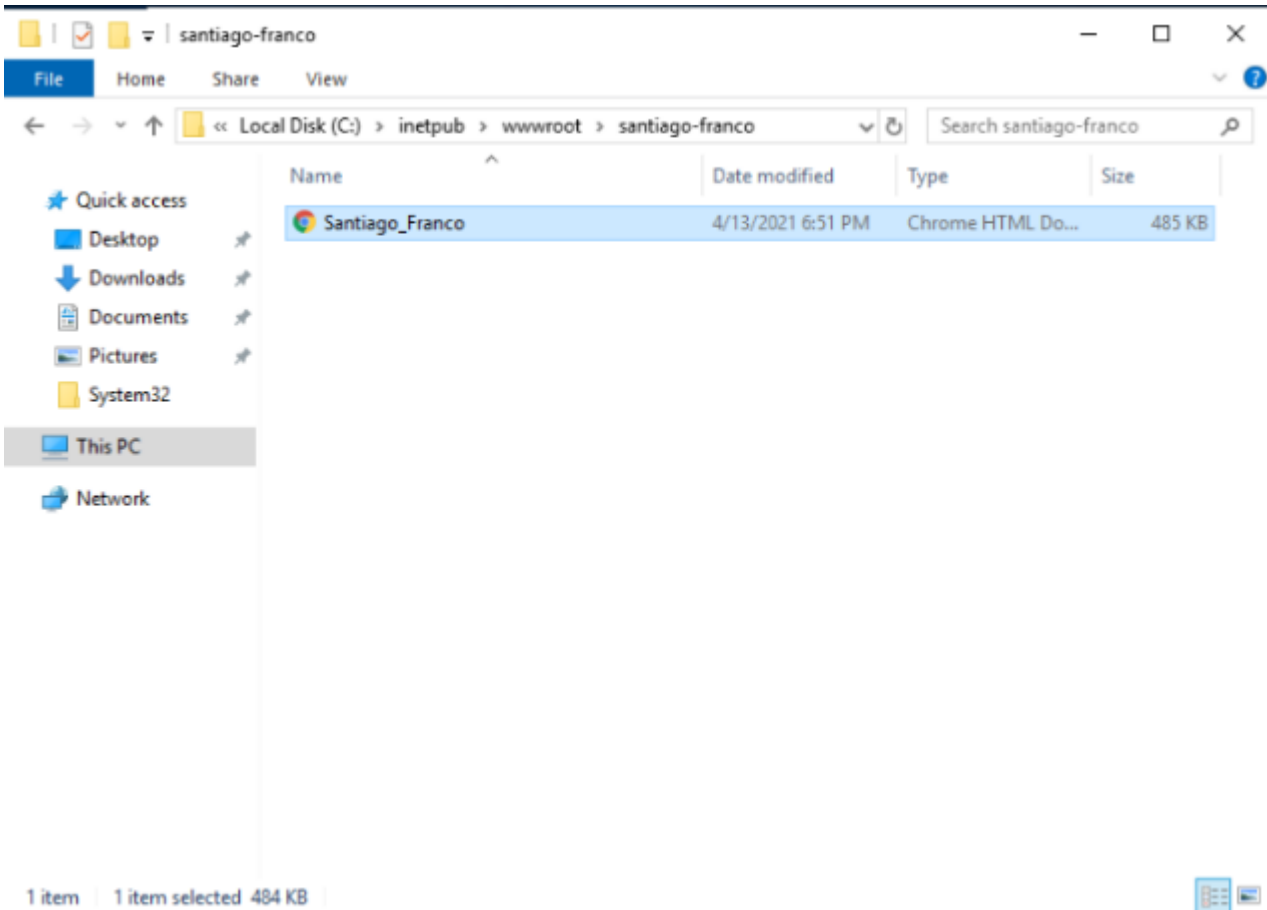 santiago-franco
File Home Share View
« Local Disk (C:) > inetpub > wwwroot > santiago-franco Search santiago-franco
Name Date modified Type Size
Quick access
Santiago_Franco 4/13/2021 6:51 PM Chrome HTML Do... 485 KB
Desktop
Downloads
Documents
Pictures
System32
This PC
Network
1 item 1 item selected 484 KB